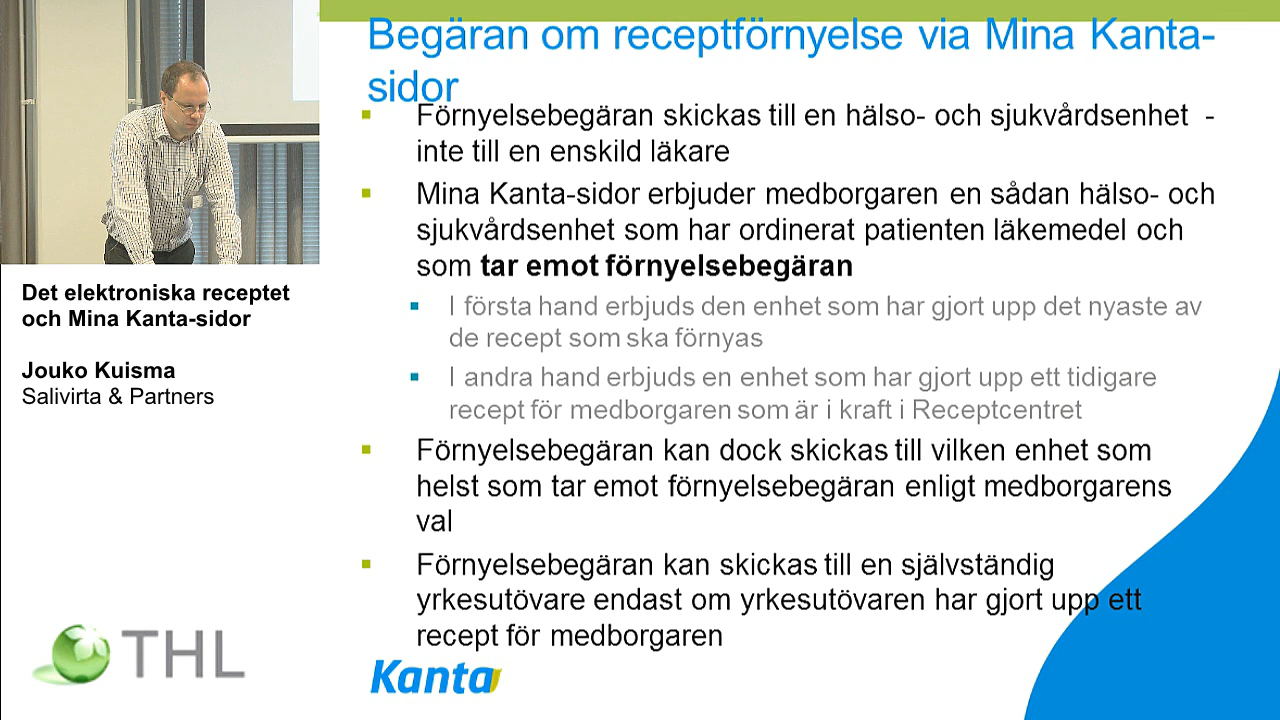 Begäran om receptförnyelse via Mina Kanta-
sidor
Förnyelsebegäran skickas till en hälso- och sjukvårdsenhet -
inte till en enskild läkare
Mina Kanta-sidor erbjuder medborgaren en sådan hälso- och
sjukvårdsenhet som har ordinerat patienten läkemedel och
som tar emot förnyelsebegäran
I första hand erbjuds den enhet som har gjort upp det nyaste av
de recept som ska förnyas
I andra hand erbjuds en enhet som har gjort upp ett tidigare
recept för medborgaren som är i kraft i Receptcentret
Förnyelsebegäran kan dock skickas till vilken enhet som
helst som tar emot förnyelsebegäran enligt medborgarens
val
Förnyelsebegäran kan skickas till en självständig
yrkesutövare endast om yrkesutövaren har gjort upp ett
recept för medborgaren
Kanta
Det elektroniska receptet
och Mina Kanta-sidor
Jouko Kuisma
Salivirta & Partners
THL